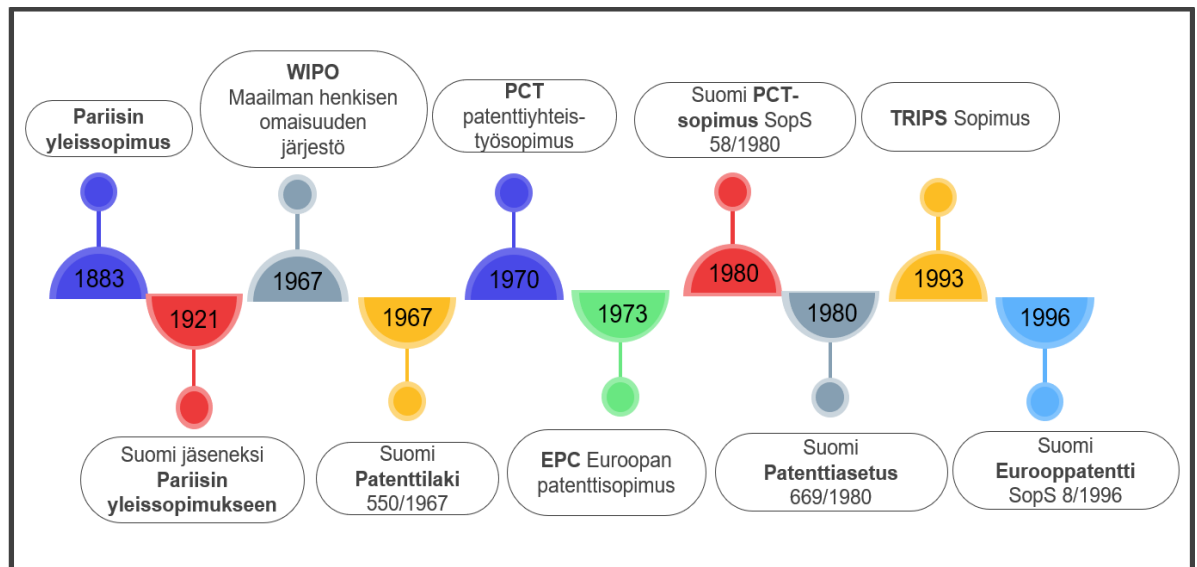 Pariisin
yleissopimus
WIPO
Maailman henkisen
omaisuuden
järjestö
PCT
patenttiyhteis-
työsopimus
Suomi PCT-
sopimus SopS
58/1980
TRIPS Sopimus
1883
1921
1967
1967
1970
1973
1980
1980
1993
1996
Suomi jäseneksi
Pariisin
yleissopimukseen
Suomi
Patenttilaki
550/1967
EPC Euroopan
patenttisopimus
Suomi
Patenttiasetus
669/1980
Suomi
Eurooppatentti
SopS 8/1996